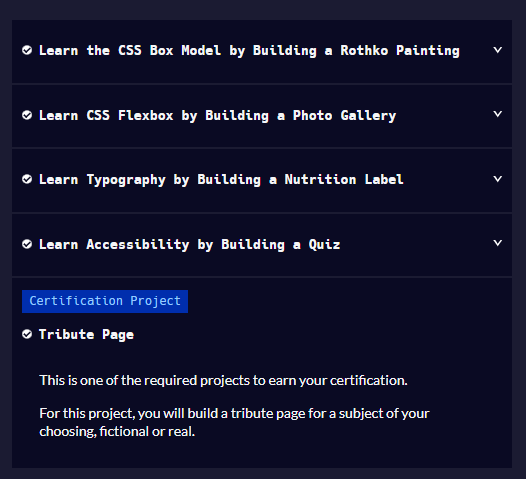 Learn the CSS Box Model by Building a Rothko Painting
Learn CSS Flexbox by Building a Photo Gallery
Learn Typography by Building a Nutrition Label
Learn Accessibility by Building a Quiz
Certification Project
Tribute Page
This is one of the required projects to earn your certification.
For this project, you will build a tribute page for a subject of your
choosing, fictional or real.